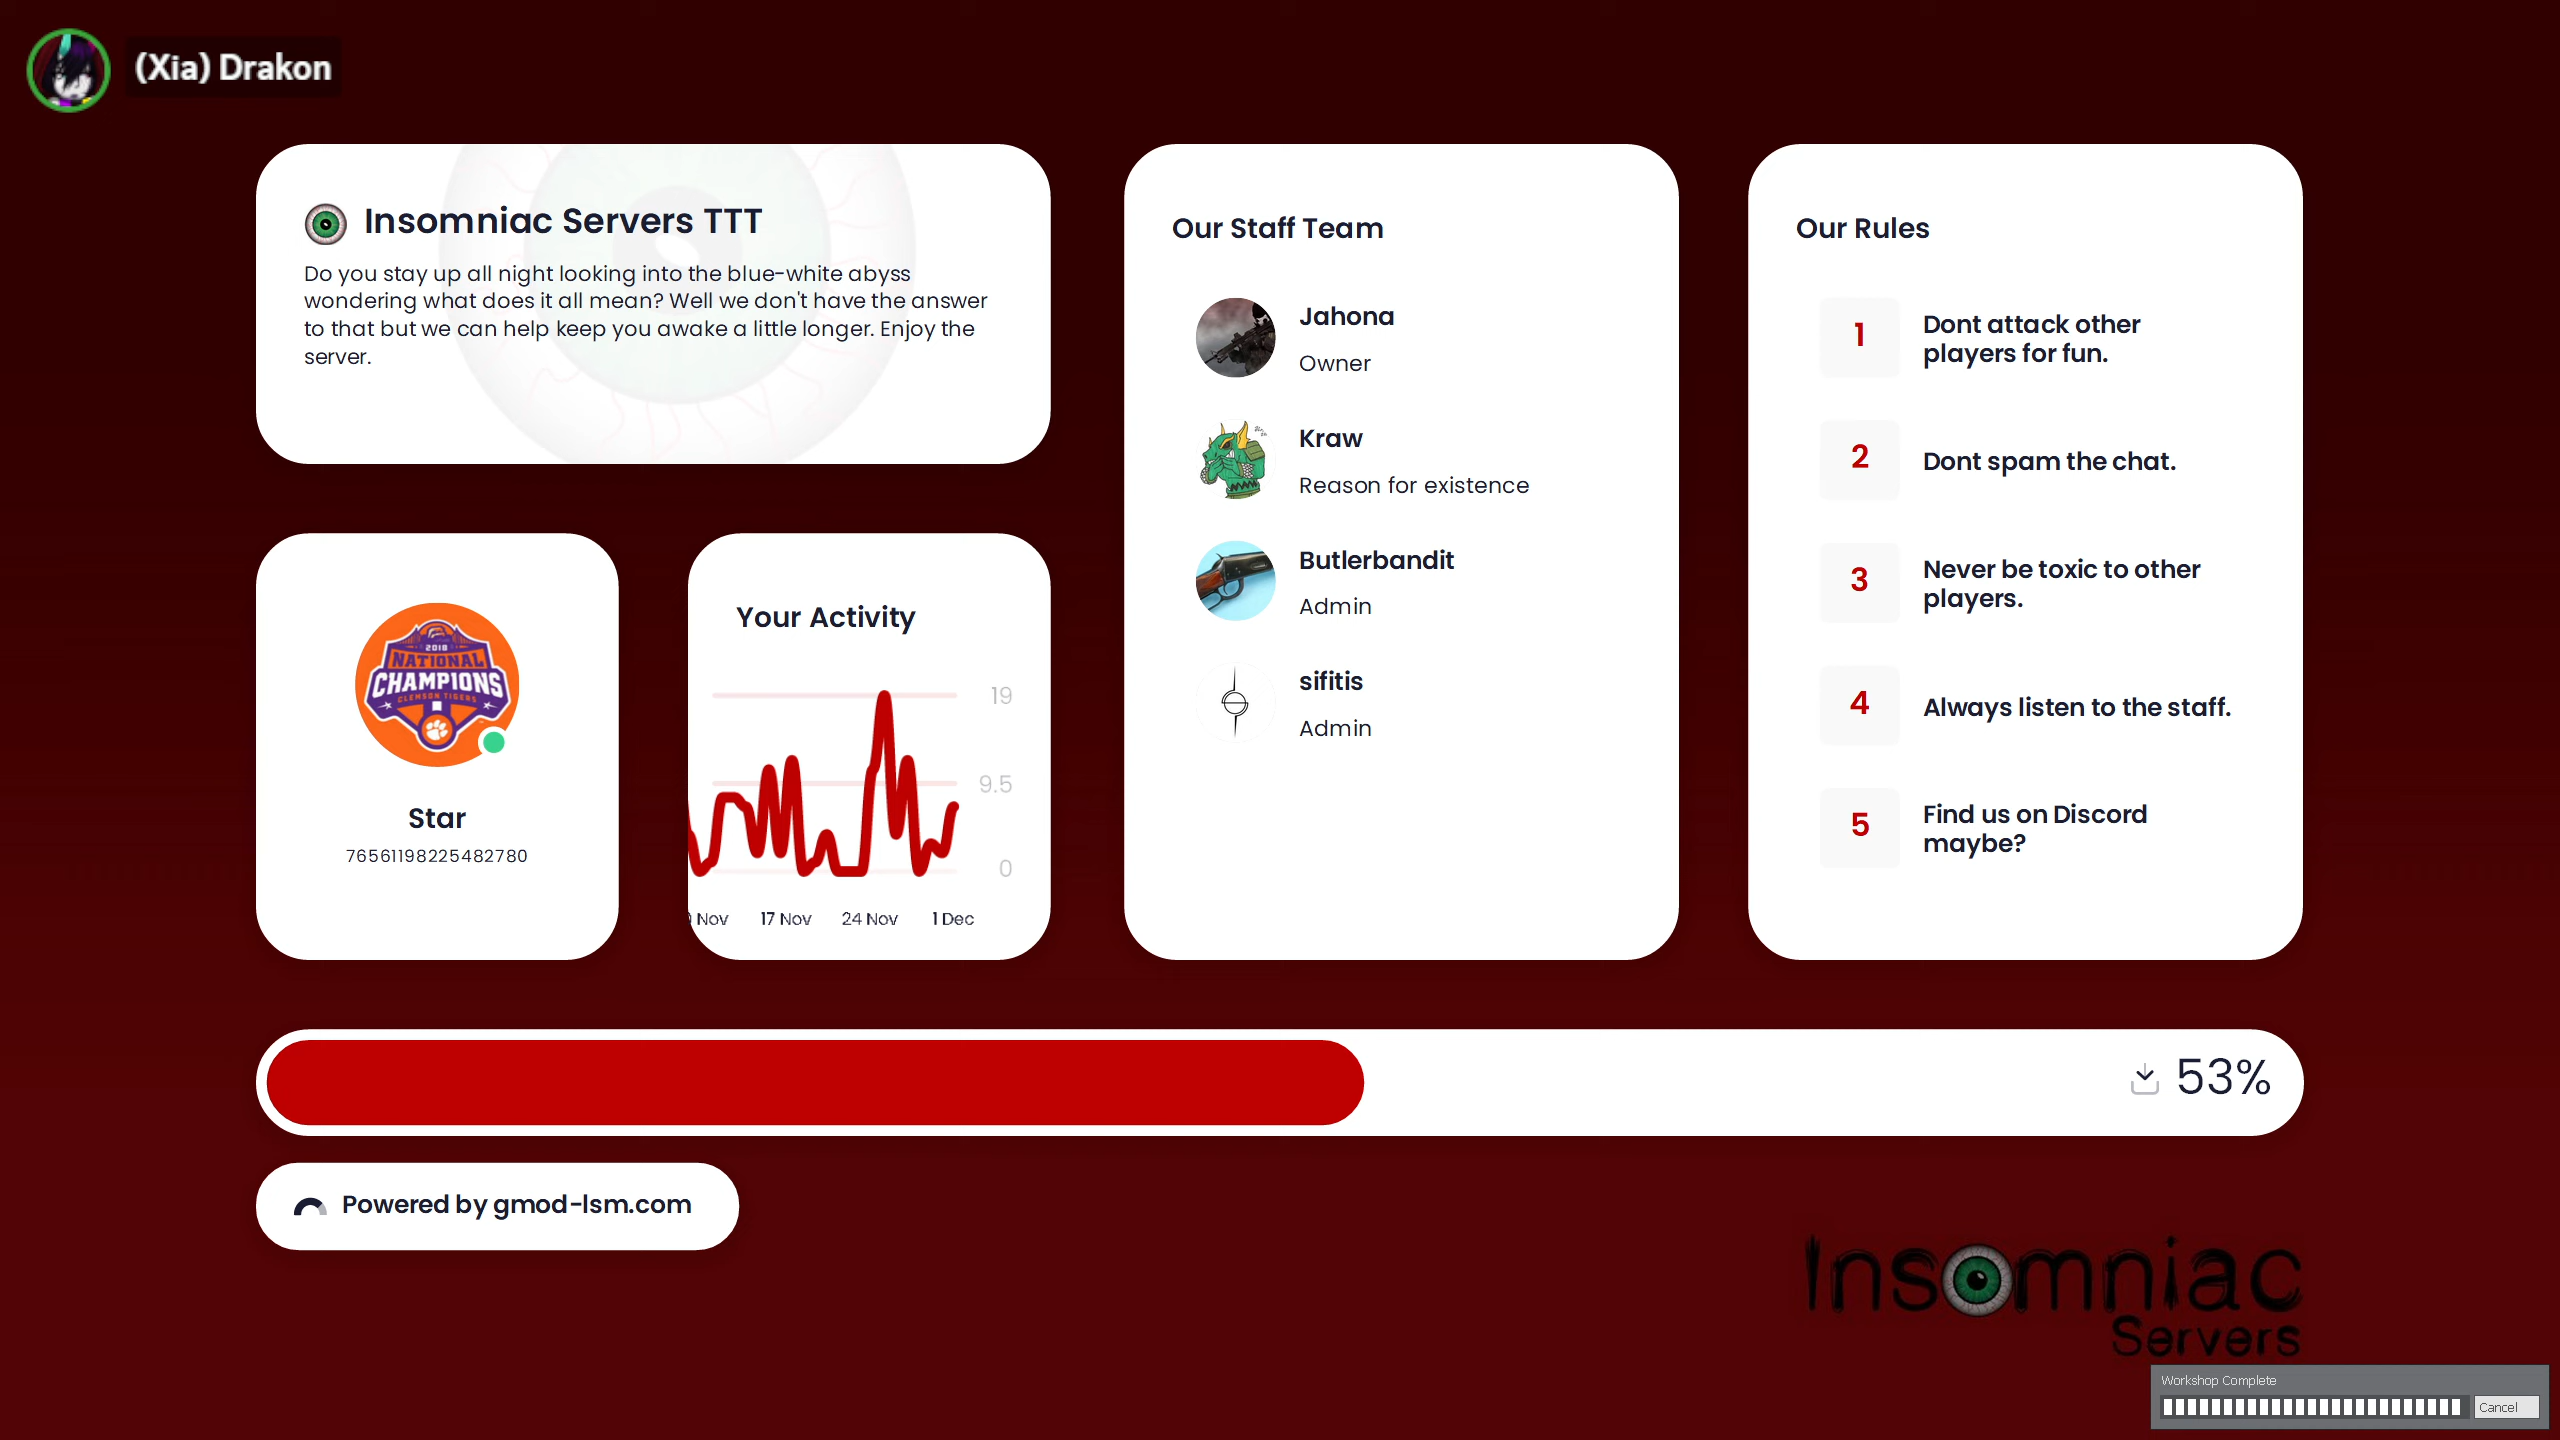 (Xia) Drakon
Insomniac Servers TTT
Do you stay up all night looking into the blue-white abyss
wondering what does it all mean? Well we don't have the answer
to that but we can help keep you awake a little longer. Enjoy the
server.
2018
NATIONAL
CHAMPIONS
CLEMSON TIGERS
Star
76561198225482780
Your Activity
19
9.5
0
Nov
17 Nov
24 Nov
1 Dec
Our Staff Team
Jahona
Owner
Kraw
Reason for existence
Butlerbandit
Admin
sifitis
Admin
Our Rules
1
Dont attack other
players for fun.
2
Dont spam the chat.
3
Never be toxic to other
players.
4
Always listen to the staff.
5
Find us on Discord
maybe?
53%
Powered by gmod-lsm.com
Insomniac
Servers
Workshop Complete
Cancel